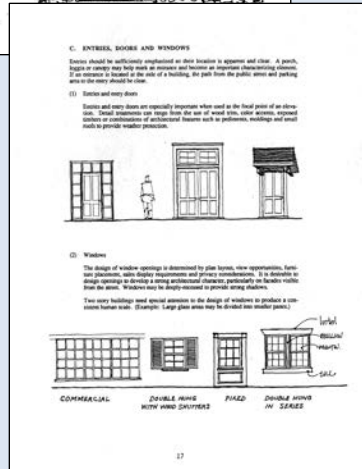 C. ENTRIES, DOORS AND WINDOWS
Entries should be sufficiently emphasized so their location is apparent and clear. A porch,
loggia or canopy may help mark an entrance and become an important characterizing element.
If an entrance is located at the side of a building, the path from the public street and parking
area to the entry should be clear.
(1) Entries and entry doors
Entries and entry doors are especially important when used as the focal point of an eleva-
tion. Detail treatments can range from the use of wood trim, color accents, exposed
timbers or combinations of architectural features such as pediments, moldings and small
roofs to provide weather protection.
(2) Windows
The design of window openings is determined by plan layout, view opportunities, furni-
ture placement, sales display requirements and privacy considerations. It is desirable to
design openings to develop a strong architectural character, particularly on facades visible
from the street. Windows may be deeply-recessed to provide strong shadows.
Two story buildings need special attention to the design of windows to produce a con-
sistent human scale. (Example: Large glass areas may be divided into smaller panes.)
lintel
mullion
muntin
sill
COMMERCIAL
DOUBLE HUNG
WITH WOOD SHUTTERS
FIXED
DOUBLE HUNG
IN SERIES
17